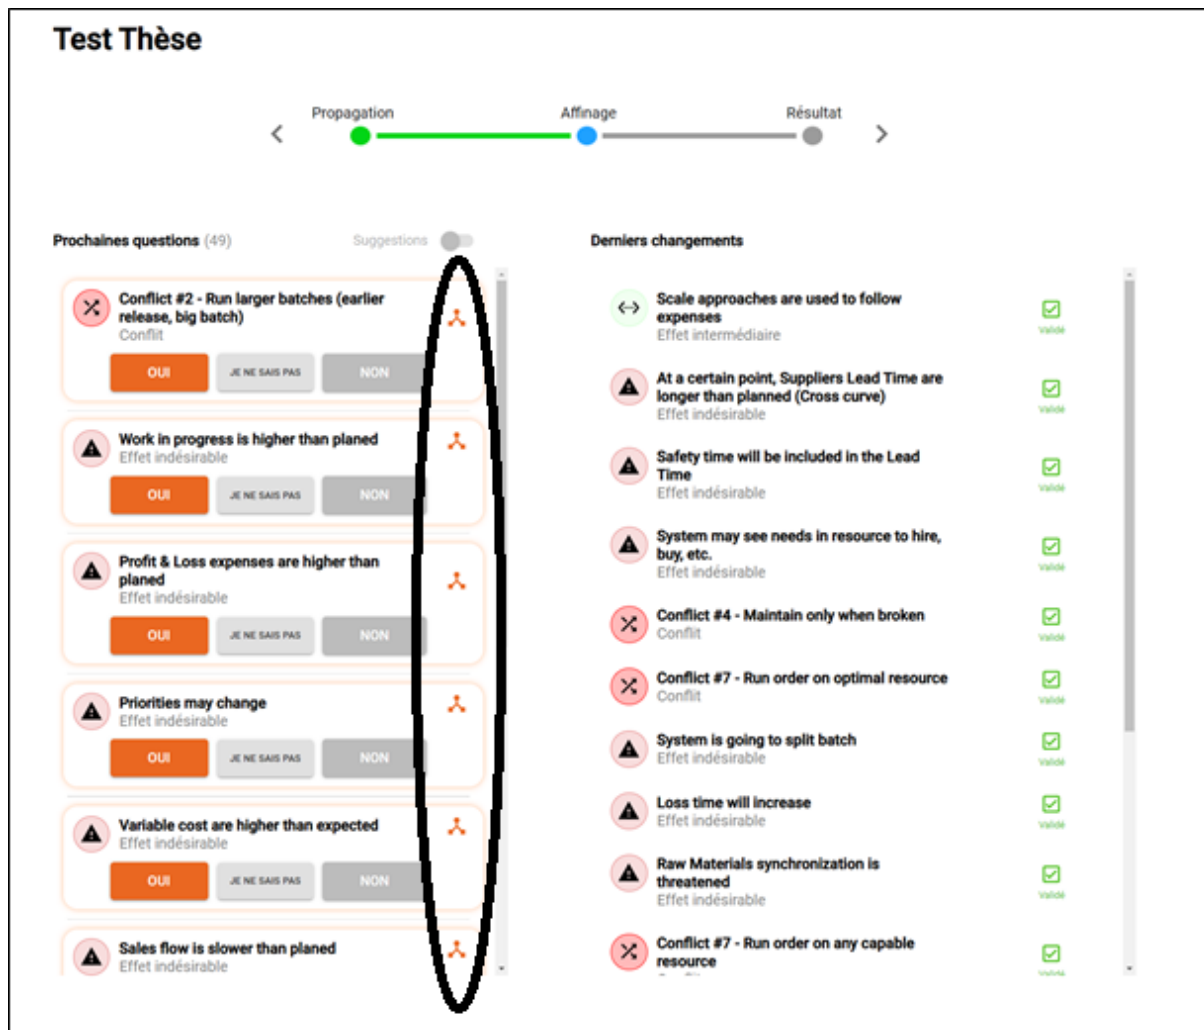 Test Thèse
Propagation
Affinage
Résultat
Prochaines questions (49)
Suggestions
Conflict #2 - Run larger batches (earlier
release, big batch)
Conflit
OUI
JE NE SAIS PAS
NON
Work in progress is higher than planed
Effet indésirable
OUI
JE NE SAIS PAS
NON
Profit & Loss expenses are higher than
planed
Effet indésirable
OUI
JE NE SAIS PAS
NON
Priorities may change
Effet indésirable
OUI
JE NE SAIS PAS
NON
Variable cost are higher than expected
Effet indésirable
OUI
JE NE SAIS PAS
NON
Sales flow is slower than planed
Effet indésirable
Derniers changements
Scale approaches are used to follow
expenses
Effet intermédiaire
Validé
At a certain point, Suppliers Lead Time are
longer than planned (Cross curve)
Effet indésirable
Validé
Safety time will be included in the Lead
Time
Effet indésirable
Validé
System may see needs in resource to hire,
buy, etc.
Effet indésirable
Validé
Conflict #4 - Maintain only when broken
Conflit
Validé
Conflict #7 - Run order on optimal resource
Conflit
Validé
System is going to split batch
Effet indésirable
Validé
Loss time will increase
Effet indésirable
Validé
Raw Materials synchronization is
threatened
Effet indésirable
Validé
Conflict #7 - Run order on any capable
resource
Validé